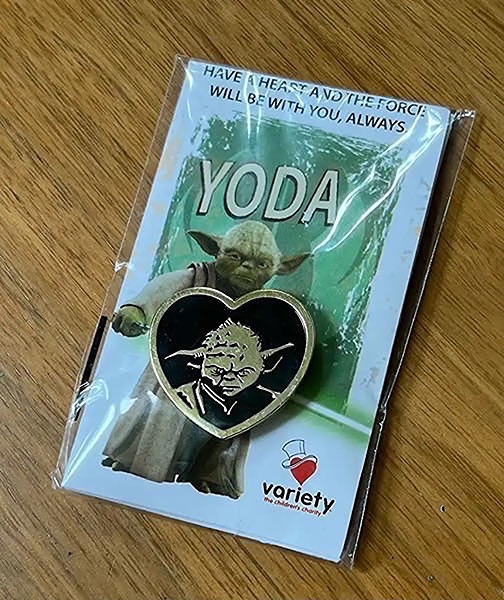 HAVE A HEART AND THE FORCE
WILL BE WITH YOU, ALWAYS
YODA
variety
the children's charity